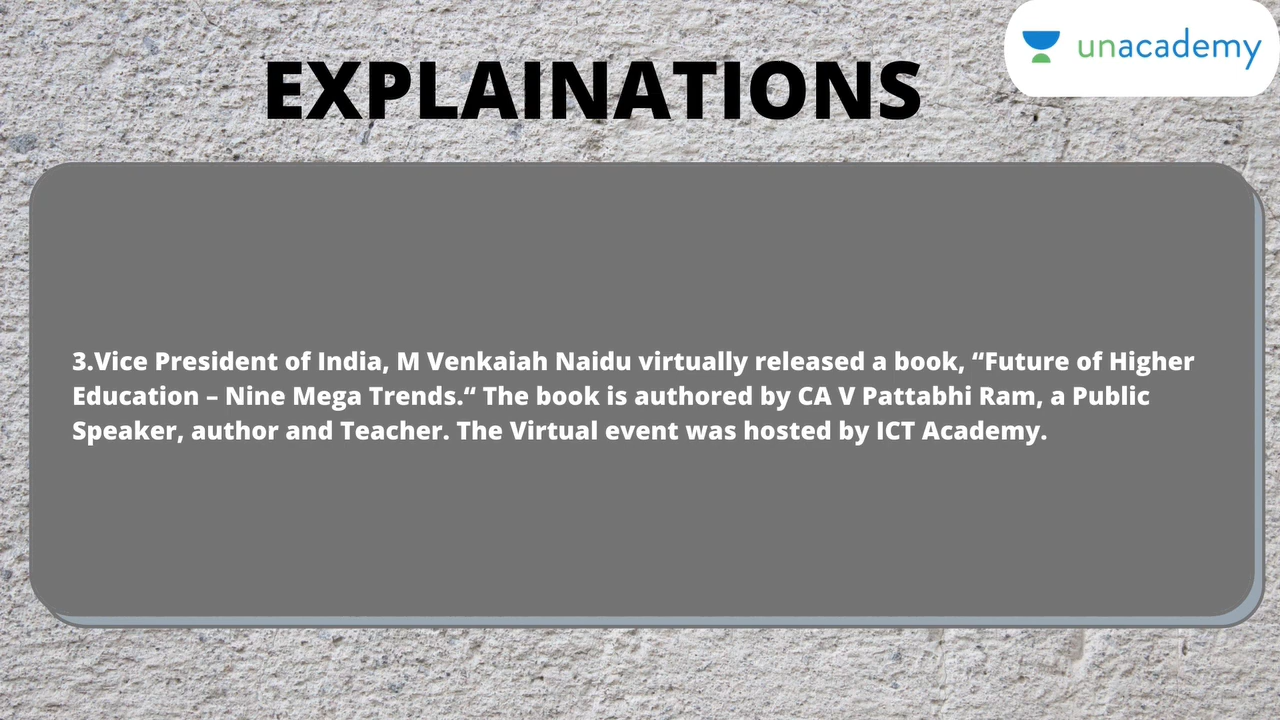 unacademy
EXPLAINATIONS
3.Vice President of India, M Venkaiah Naidu virtually released a book, “Future of Higher
Education – Nine Mega Trends.“ The book is authored by CA V Pattabhi Ram, a Public
Speaker, author and Teacher. The Virtual event was hosted by ICT Academy.